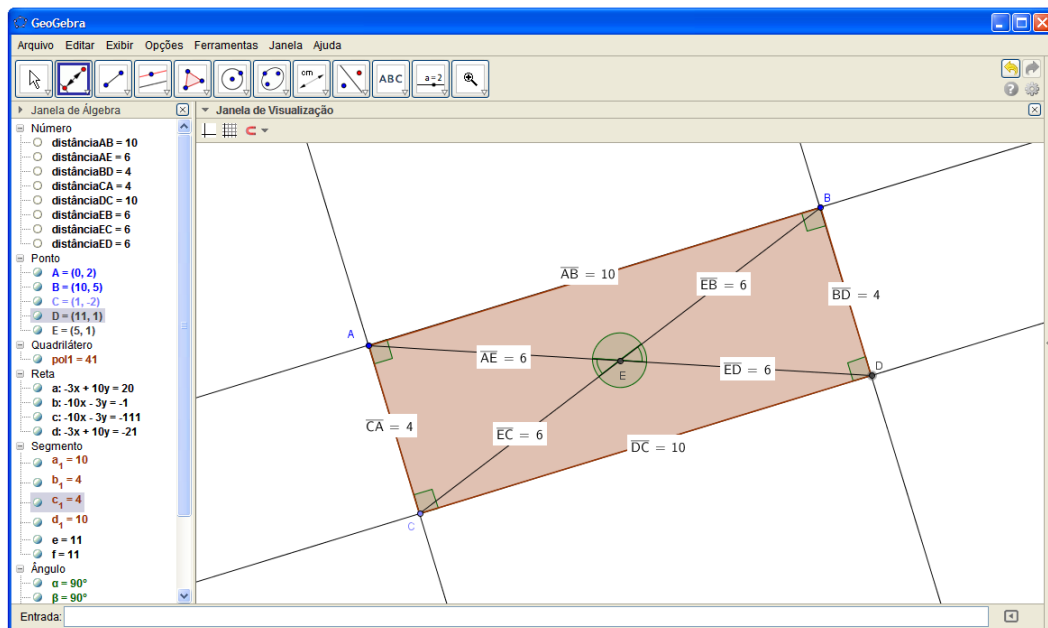 GeoGebra
Arquivo Editar Exibir Opções Ferramentas Janela Ajuda
cm ABC a=2
Janela de Álgebra
Número
distânciaAB = 10
distânciaAE = 6
distânciaBD = 4
distânciaCA = 4
distânciaDC = 10
distânciaEB = 6
distânciaEC = 6
distânciaED = 6
Ponto
A = (0, 2)
B = (10, 5)
C = (1, -2)
D = (11, 1)
E = (5, 1)
Quadrilátero
pol1 = 41
Reta
a: -3x + 10y = 20
b: -10x - 3y = -1
c: -10x - 3y = -111
d: -3x + 10y = -21
Segmento
a₁ = 10
b₁ = 4
c₁ = 4
d₁ = 10
e = 11
f = 11
Ângulo
α = 90°
β = 90°
Janela de Visualização
B
AB = 10
EB = 6
BD = 4
A
AE = 6
E
ED = 6
D
CA = 4
EC = 6
DC = 10
C
Entrada: